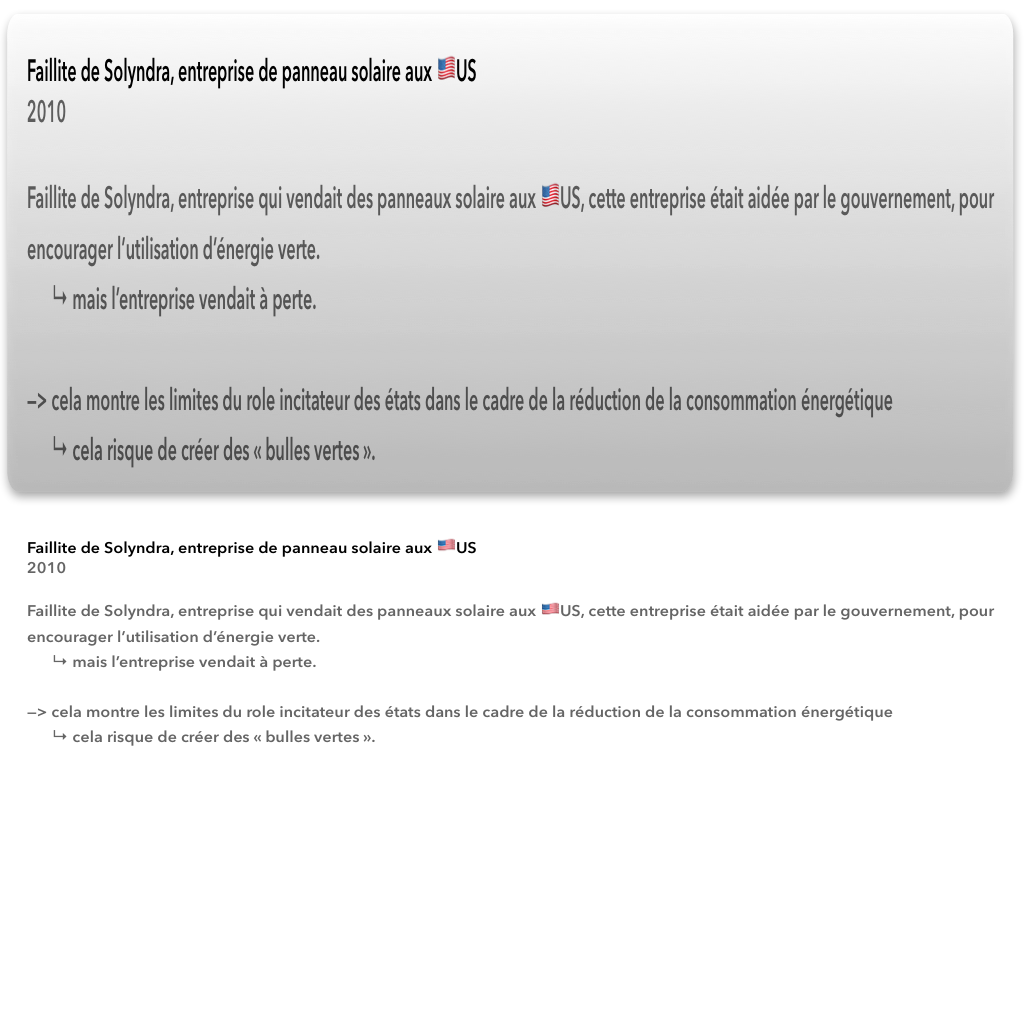 Faillite de Solyndra, entreprise de panneau solaire aux 🇺🇸US
2010
Faillite de Solyndra, entreprise qui vendait des panneaux solaire aux 🇺🇸US, cette entreprise était aidée par le gouvernement, pour
encourager l’utilisation d’énergie verte.
↳ mais l’entreprise vendait à perte.
—> cela montre les limites du role incitateur des états dans le cadre de la réduction de la consommation énergétique
↳ cela risque de créer des « bulles vertes ».
Faillite de Solyndra, entreprise de panneau solaire aux 🇺🇸US
2010
Faillite de Solyndra, entreprise qui vendait des panneaux solaire aux 🇺🇸US, cette entreprise était aidée par le gouvernement, pour
encourager l’utilisation d’énergie verte.
↳ mais l’entreprise vendait à perte.
—> cela montre les limites du role incitateur des états dans le cadre de la réduction de la consommation énergétique
↳ cela risque de créer des « bulles vertes ».